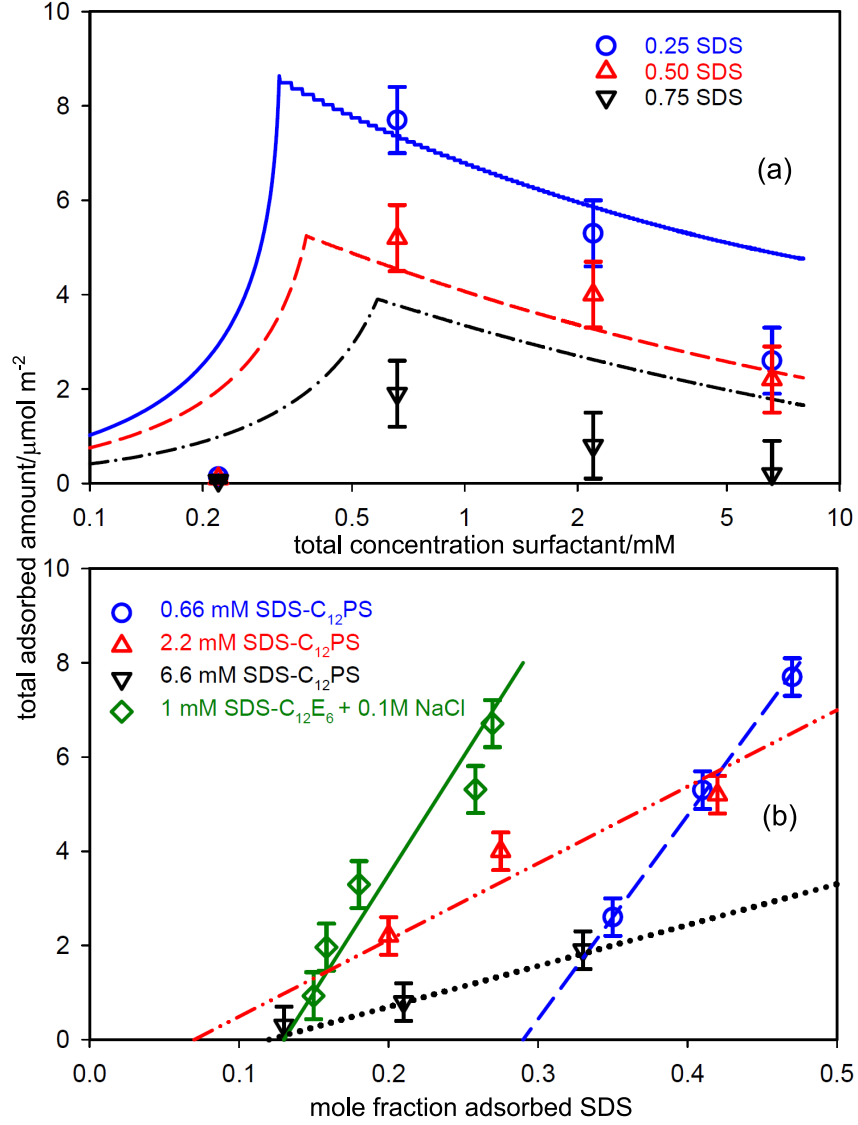 10
8
6
4
2
0
0.25 SDS
0.50 SDS
0.75 SDS
(a)
0.1 0.2 0.5 1 2 5 10
total concentration surfactant/mM
total adsorbed amount/μmol m⁻²
10
8
6
4
2
0
0.66 mM SDS-C₁₂PS
2.2 mM SDS-C₁₂PS
6.6 mM SDS-C₁₂PS
1 mM SDS-C₁₂E₆ + 0.1M NaCl
(b)
0.0 0.1 0.2 0.3 0.4 0.5
mole fraction adsorbed SDS